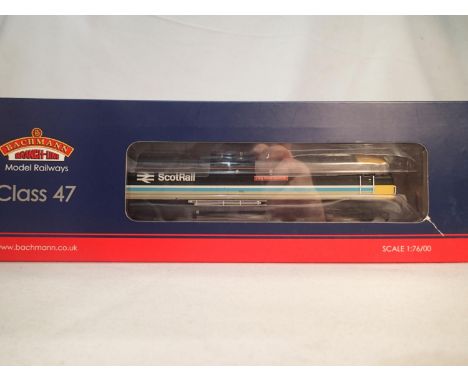 BACHMANN
BRANCH-LINE
Model Railways
Class 47
ScotRail
www.bachmann.co.uk
SCALE 1:76/00